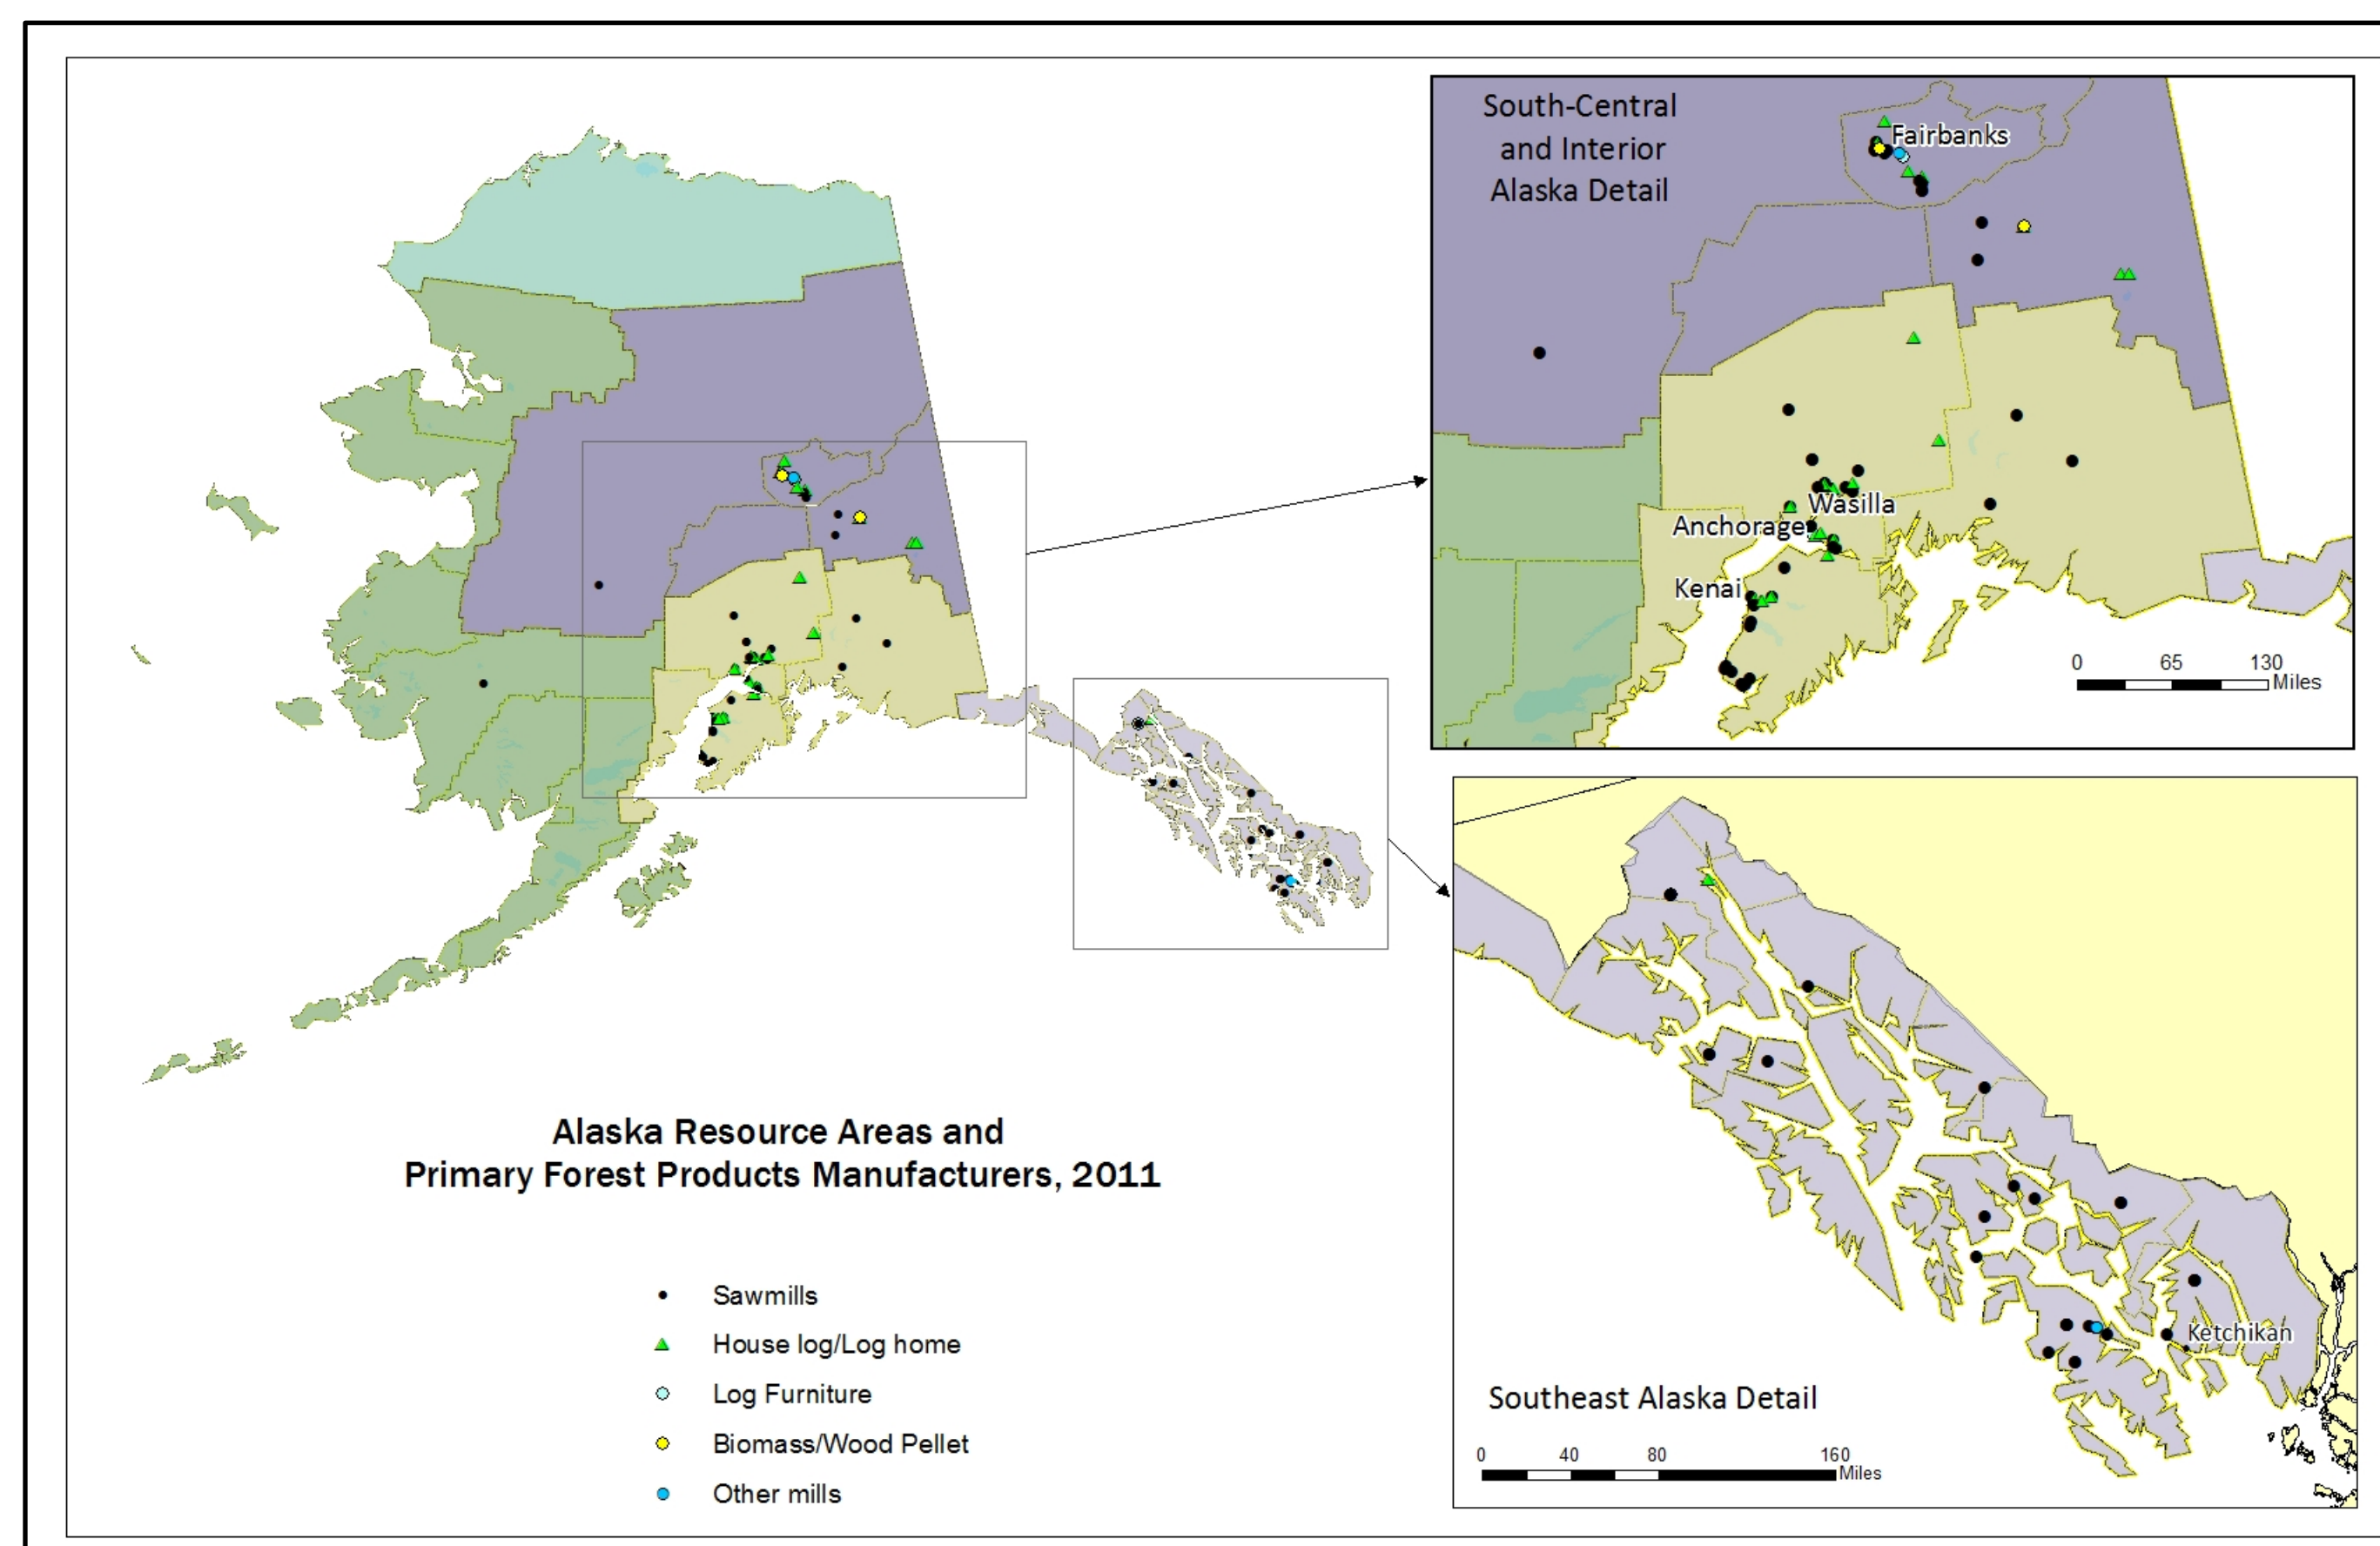 South-Central
and Interior
Alaska Detail
Fairbanks
Wasilla
Anchorage
Kenai
0 65 130
Miles
Alaska Resource Areas and
Primary Forest Products Manufacturers, 2011
Sawmills
House log/Log home
Log Furniture
Biomass/Wood Pellet
Other mills
Ketchikan
Southeast Alaska Detail
0 40 80 160
Miles